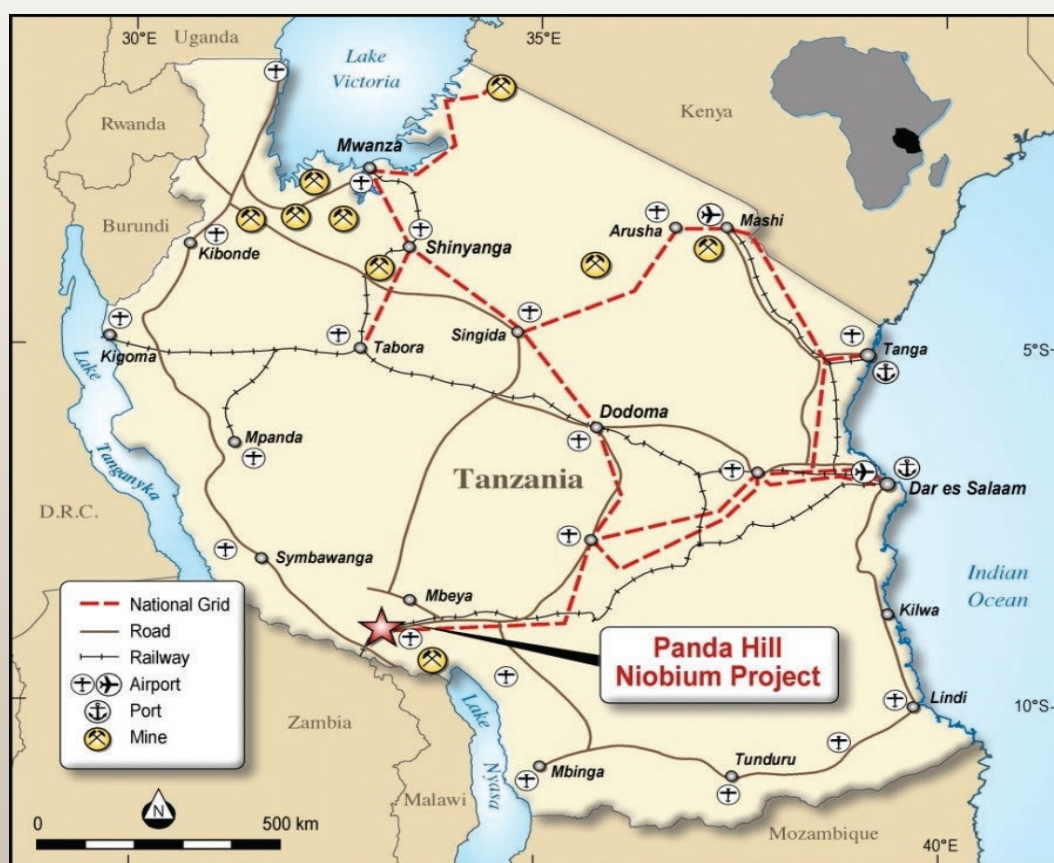 30°E
35°E
Uganda
Lake
Victoria
Kenya
Rwanda
Mwanza
Burundi
Arusha
Mashi
Kibonde
Shinyanga
Singida
Tabora
Kigoma
Tanga
5°S
Lake
Tanganyka
Mpanda
Dodoma
Tanzania
Dar es Salaam
D.R.C.
Symbawanga
Indian
Ocean
Mbeya
Kilwa
National Grid
Road
Railway
Airport
Port
Mine
Panda Hill
Niobium Project
Lindi
10°S
Zambia
Lake
Nyasa
Tunduru
Mbinga
N
Malawi
Mozambique
0
500 km
40°E